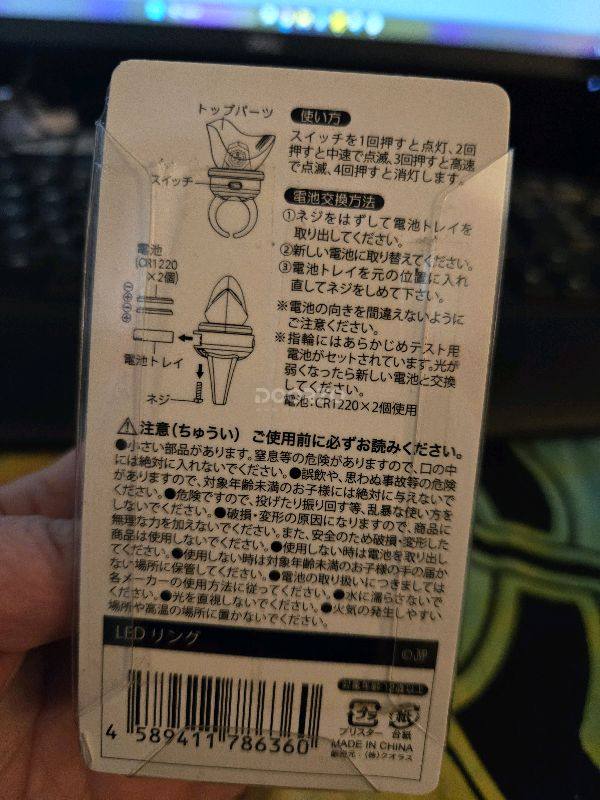 トップパーツ
スイッチ
電池
(CR1220
×2個)
電池トレイ
ネジ
使い方
スイッチを1回押すと点灯、2回
押すと中速で点滅、3回押すと高速
で点滅、4回押すと消灯します。
電池交換方法
①ネジをはずして電池トレイを
取り出してください。
②新しい電池に取り替えてください。
③電池トレイを元の位置に入れ
直してネジをしめて下さい。
※電池の向きを間違えないように
ご注意ください。
※指輪にはあらかじめテスト用
電池がセットされています。光が
弱くなったら新しい電池と交換
してください。
電池:CR1220×2個使用
注意(ちゅうい) ご使用前に必ずお読みください。
●小さい部品があります。窒息等の危険がありますので、口の中
には絶対に入れないでください。●誤飲や、思わぬ事故等の危険
がありますので、対象年齢未満のお子様には絶対に与えないで
ください。●危険ですので、投げたり振り回す等、乱暴な使い方を
しないでください。●破損・変形の原因になりますので、商品に
無理な力を加えないでください。また、安全のため破損・変形した
商品は使用しないでください。●使用しない時は電池を取り出し
てください。●使用しない時は対象年齢未満のお子様の手の届か
ない場所に保管してください。●電池の取り扱いにつきましては
各メーカーの使用方法に従ってください。●水に濡らさないで
ください。●光を直視しないでください。●火気の発生しやすい
場所や高温の場所に置かないでください。
LED リング
©JP
4 589411 786360
プラ
紙
ブリスター
台紙
MADE IN CHINA
販売元:(株)クオラス